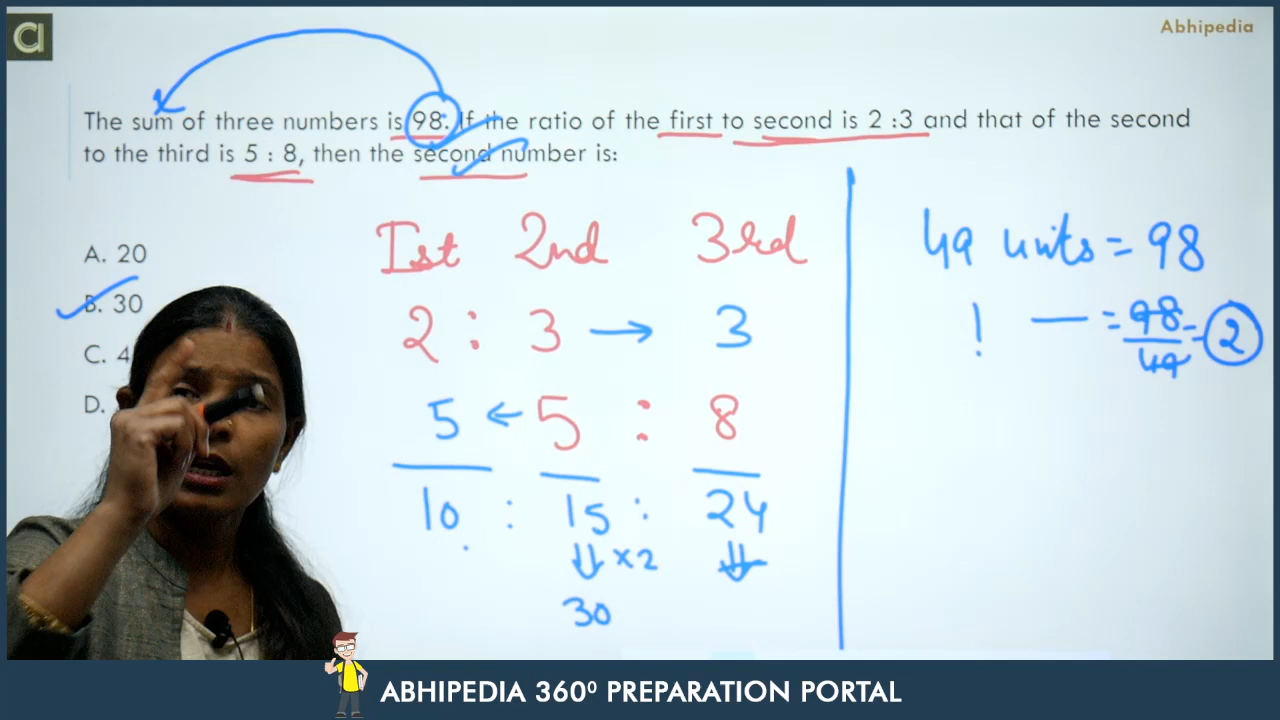 Abhipedia
The sum of three numbers is 98. If the ratio of the first to second is 2 :3 and that of the second
to the third is 5 : 8, then the second number is:
A. 20
B. 30
C. 4
D.
Ist 2nd 3rd
2 : 3 → 3
5 ← 5 : 8
10 : 15 : 24
×2
30
49 units = 98
1 — = 98/49 = 2
ABHIPEDIA 360⁰ PREPARATION PORTAL